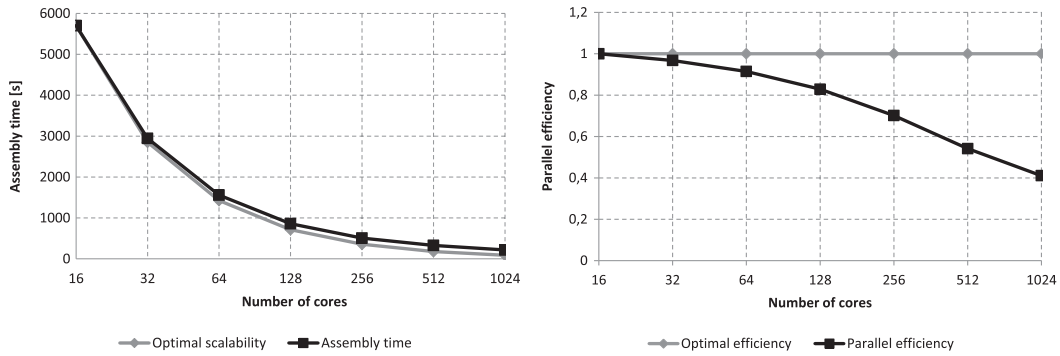 6000
5000
4000
3000
2000
1000
0
Assembly time [s]
16 32 64 128 256 512 1024
Number of cores
Optimal scalability Assembly time
1,2
1
0,8
0,6
0,4
0,2
0
Parallel efficiency
16 32 64 128 256 512 1024
Number of cores
Optimal efficiency Parallel efficiency